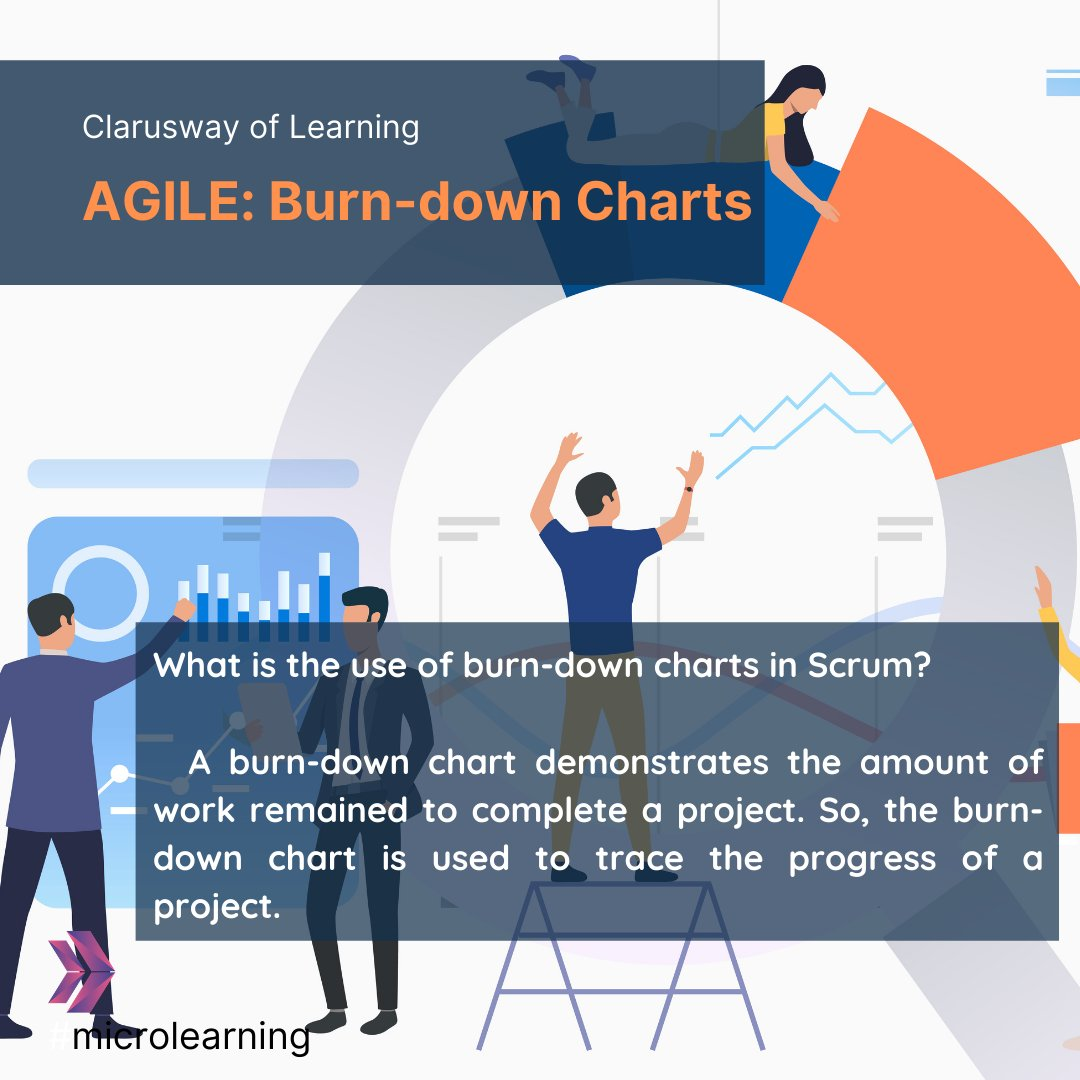 Clarusway of Learning
AGILE: Burn-down Charts
What is the use of burn-down charts in Scrum?
A burn-down chart demonstrates the amount of
work remained to complete a project. So, the burn-
down chart is used to trace the progress of a
project.
#microlearning